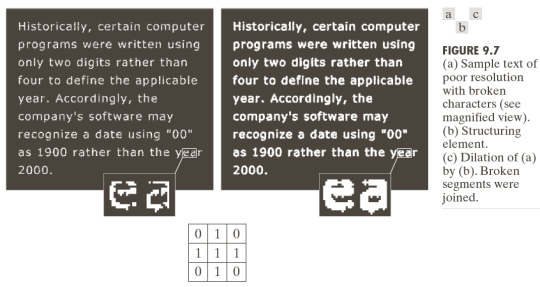 Historically, certain computer
programs were written using
only two digits rather than
four to define the applicable
year. Accordingly, the
company's software may
recognize a date using "00"
as 1900 rather than the year
2000.
ea
Historically, certain computer
programs were written using
only two digits rather than
four to define the applicable
year. Accordingly, the
company's software may
recognize a date using "00"
as 1900 rather than the year
2000.
ea
0 1 0
1 1 1
0 1 0
a c
b
FIGURE 9.7
(a) Sample text of
poor resolution
with broken
characters (see
magnified view).
(b) Structuring
element.
(c) Dilation of (a)
by (b). Broken
segments were
joined.